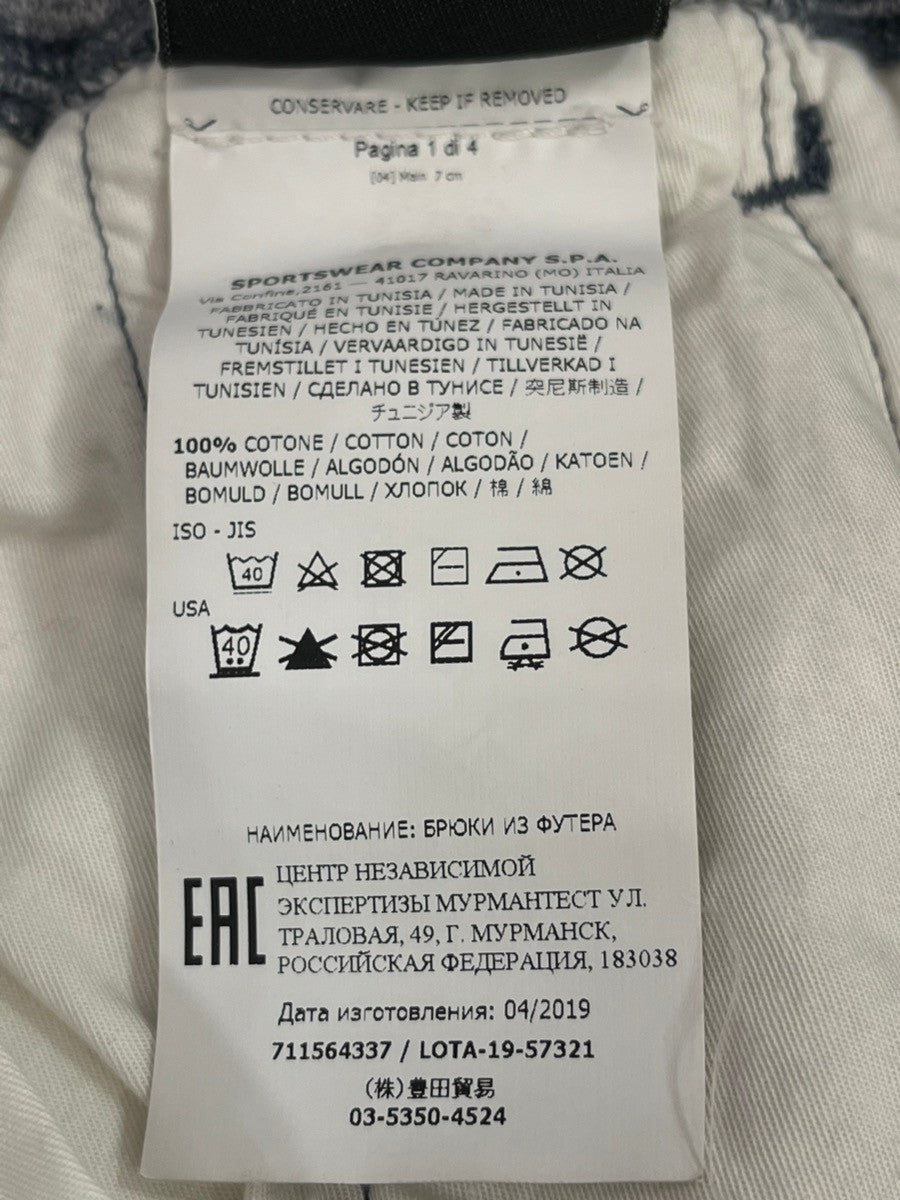 CONSERVARE - KEEP IF REMOVED
Pagina 1 di 4
[04] Main 7 cm
SPORTSWEAR COMPANY S.P.A.
Via Confine,2161 — 41017 RAVARINO (MO) ITALIA
FABBRICATO IN TUNISIA / MADE IN TUNISIA /
FABRIQUÉ EN TUNISIE / HERGESTELLT IN
TUNESIEN / HECHO EN TÚNEZ / FABRICADO NA
TUNÍSIA / VERVAARDIGD IN TUNESIË /
FREMSTILLET I TUNESIEN / TILLVERKAD I
TUNISIEN / СДЕЛАНО В ТУНИСЕ / 突尼斯制造 /
チュニジア製
100% COTONE / COTTON / COTON /
BAUMWOLLE / ALGODÓN / ALGODÃO / KATOEN /
BOMULD / BOMULL / ХЛОПОК / 棉 / 綿
ISO - JIS
40
USA
40
НАИМЕНОВАНИЕ: БРЮКИ ИЗ ФУТЕРА
EAC
ЦЕНТР НЕЗАВИСИМОЙ
ЭКСПЕРТИЗЫ МУРМАНТЕСТ УЛ.
ТРАЛОВАЯ, 49, Г. МУРМАНСК,
РОССИЙСКАЯ ФЕДЕРАЦИЯ, 183038
Дата изготовления: 04/2019
711564337 / LOTA-19-57321
(株)豊田貿易
03-5350-4524